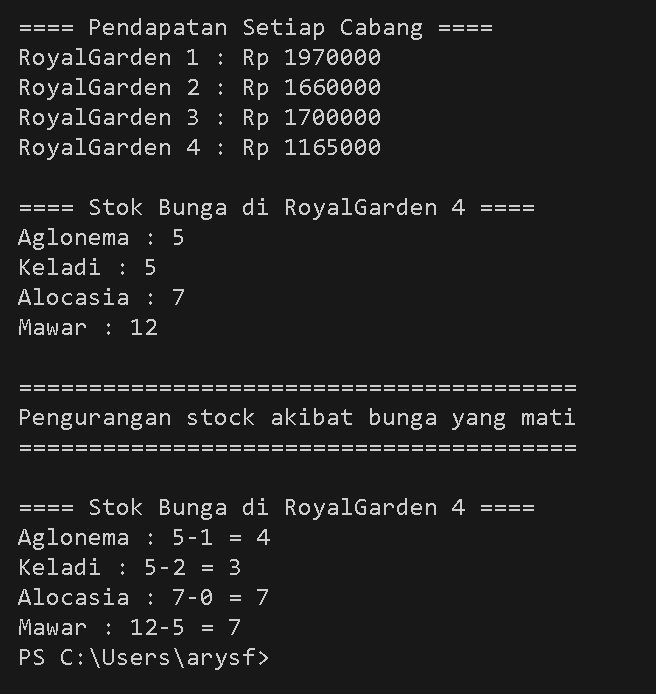 ==== Pendapatan Setiap Cabang ====
RoyalGarden 1 : Rp 1970000
RoyalGarden 2 : Rp 1660000
RoyalGarden 3 : Rp 1700000
RoyalGarden 4 : Rp 1165000
==== Stok Bunga di RoyalGarden 4 ====
Aglonema : 5
Keladi : 5
Alocasia : 7
Mawar : 12
========================================
Pengurangan stock akibat bunga yang mati
========================================
==== Stok Bunga di RoyalGarden 4 ====
Aglonema : 5-1 = 4
Keladi : 5-2 = 3
Alocasia : 7-0 = 7
Mawar : 12-5 = 7
PS C:\Users\arysf>